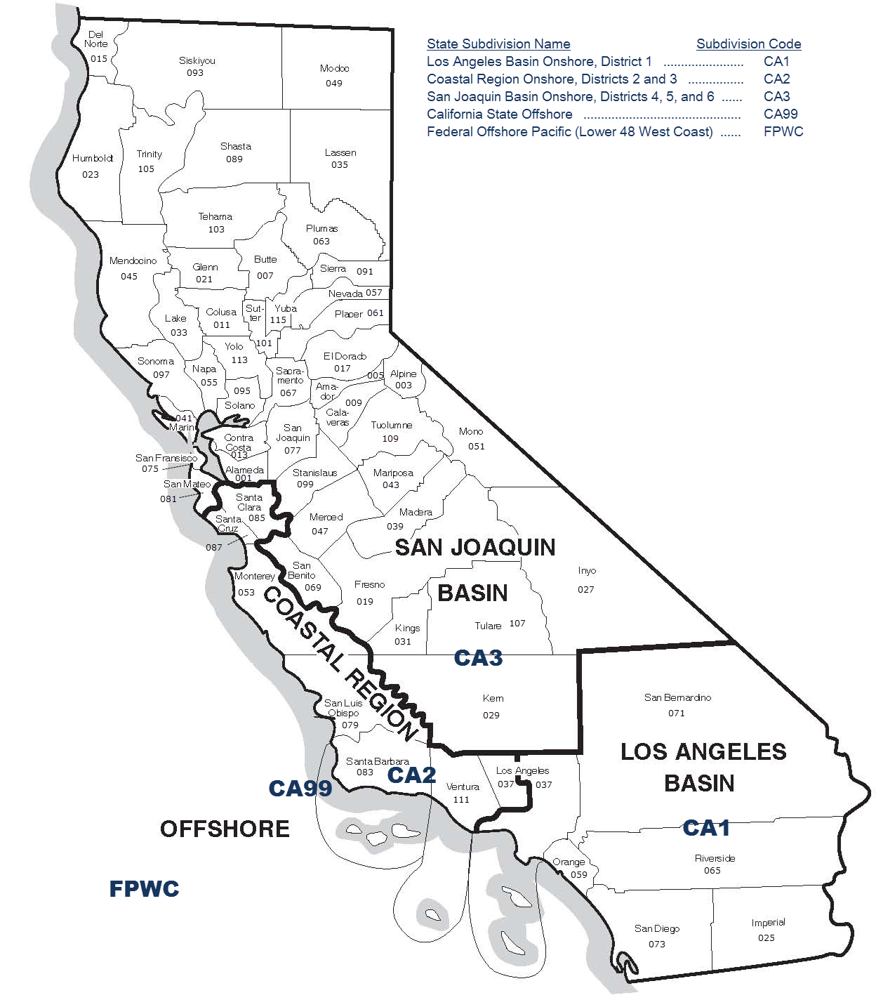 State Subdivision Name Subdivision Code
Los Angeles Basin Onshore, District 1 ....................... CA1
Coastal Region Onshore, Districts 2 and 3 ................ CA2
San Joaquin Basin Onshore, Districts 4, 5, and 6 ...... CA3
California State Offshore ............................................. CA99
Federal Offshore Pacific (Lower 48 West Coast) ...... FPWC
Del
Norte
015
Siskiyou
093
Modoc
049
Humboldt
023
Trinity
105
Shasta
089
Lassen
035
Tehama
103
Plumas
063
Mendocino
045
Glenn
021
Butte
007
Sierra 091
Nevada 057
Placer 061
Lake
033
Colusa
011
Sut-
ter
101
Yuba
115
Yolo
113
El Dorado
017
Sonoma
097
Napa
055
095
Solano
Sacra-
mento
067
Ama-
dor
005
Alpine
003
009
Cala-
veras
041
Marin
Contra
Costa
013
San
Joaquin
077
Tuolumne
109
Mono
051
San Fransisco
075
Alameda
001
Stanislaus
099
Mariposa
043
San Mateo
081
Santa
Clara
085
Santa
Cruz
087
Merced
047
Madera
039
SAN JOAQUIN
BASIN
CA3
Monterey
053
San
Benito
069
Fresno
019
Inyo
027
Kings
031
Tulare 107
COASTAL REGION
San Luis
Obispo
079
Kern
029
San Bernardino
071
LOS ANGELES
BASIN
CA1
Santa Barbara
083
CA2
Ventura
111
Los Angeles
037 037
CA99
OFFSHORE
FPWC
Orange
059
Riverside
065
San Diego
073
Imperial
025